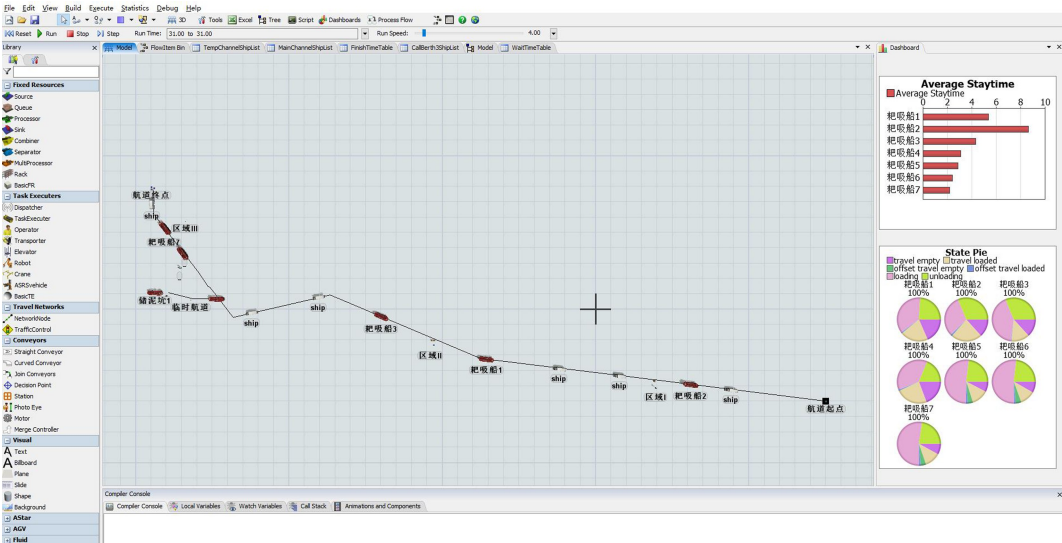 File Edit View Build Execute Statistics Debug Help
3D Tools Excel Tree Script Dashboards Process Flow
Reset Run Stop Step Run Time: 31.00 to 31.00 Run Speed: 4.00
Library
Model FlowItem Bin TempChannelShipList MainChannelShipList FinishTimeTable CallBerth3ShipList Model WaitTimeTable
Dashboard
Fixed Resources
Source
Queue
Processor
Sink
Combiner
Separator
MultiProcessor
Rack
BasicFR
Task Executers
Dispatcher
TaskExecuter
Operator
Transporter
Elevator
Robot
Crane
ASRSvehicle
BasicTE
Travel Networks
NetworkNode
TrafficControl
Conveyors
Straight Conveyor
Curved Conveyor
Join Conveyors
Decision Point
Station
Photo Eye
Motor
Merge Controller
Visual
Text
Billboard
Plane
Slide
Shape
Background
AStar
AGV
Fluid
航道终点
ship
区域III
耙吸船7
储泥坑1
临时航道
ship
ship
耙吸船3
区域II
耙吸船1
ship
ship
区域I
耙吸船2
ship
航道起点
Average Staytime
Average Staytime
0 2 4 6 8 10
耙吸船1
耙吸船2
耙吸船3
耙吸船4
耙吸船5
耙吸船6
耙吸船7
State Pie
travel empty travel loaded
offset travel empty offset travel loaded
loading unloading
耙吸船1 耙吸船2 耙吸船3
100% 100% 100%
耙吸船4 耙吸船5 耙吸船6
100% 100% 100%
耙吸船7
100%
Compiler Console
Compiler Console Local Variables Watch Variables Call Stack Animations and Components